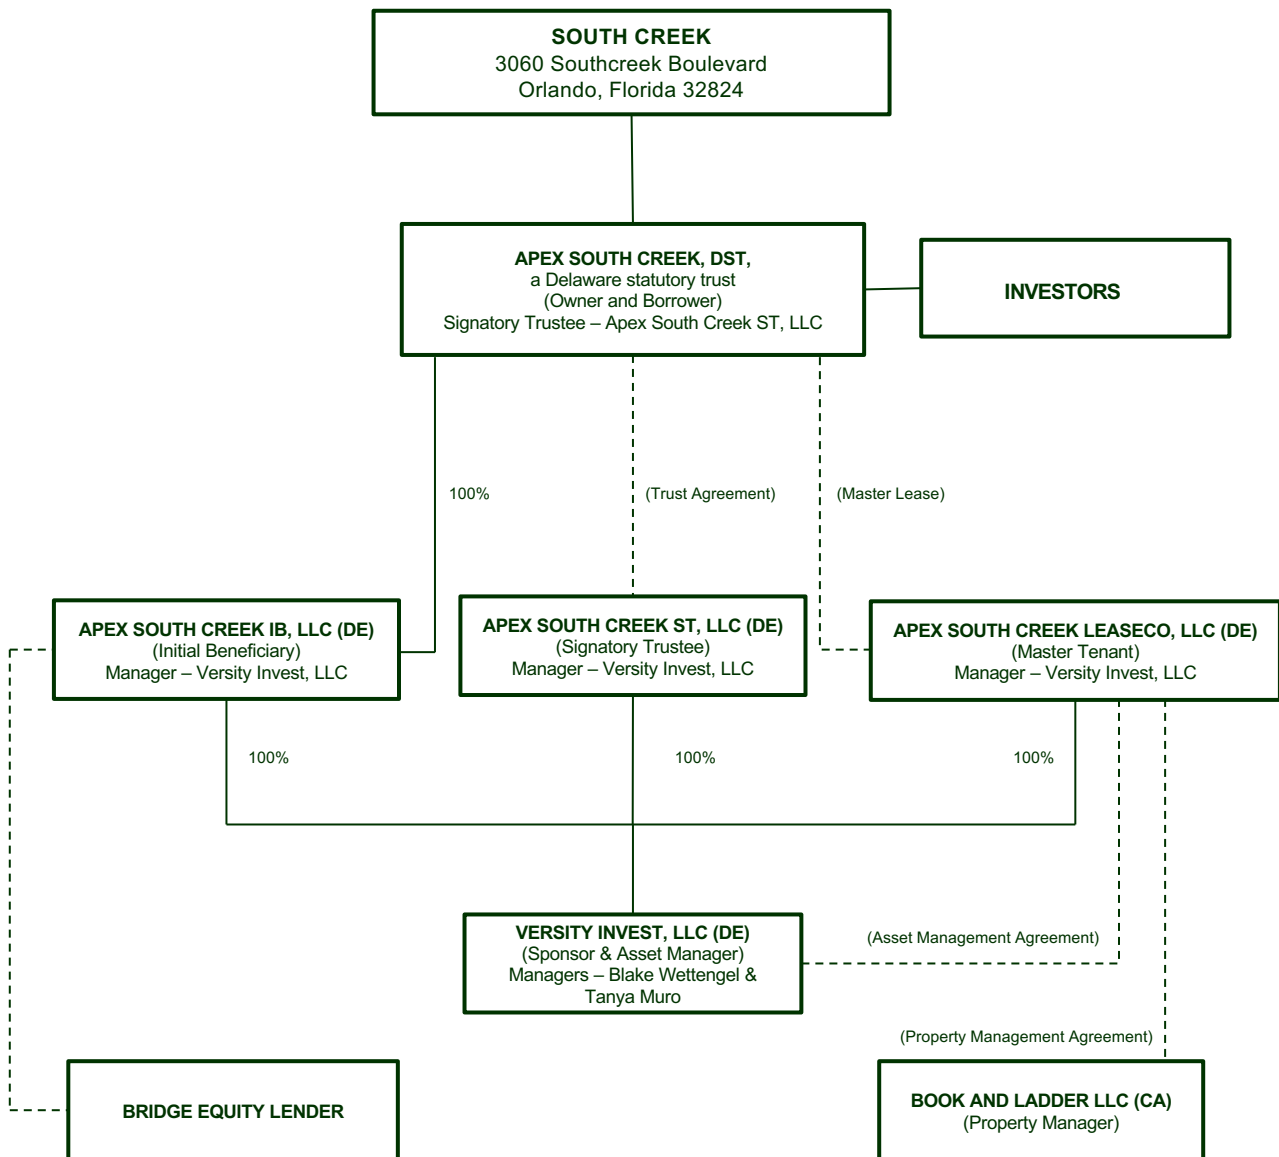 SOUTH CREEK
3060 Southcreek Boulevard
Orlando, Florida 32824
APEX SOUTH CREEK, DST,
a Delaware statutory trust
(Owner and Borrower)
Signatory Trustee – Apex South Creek ST, LLC
INVESTORS
100%
(Trust Agreement)
(Master Lease)
APEX SOUTH CREEK IB, LLC (DE)
(Initial Beneficiary)
Manager – Versity Invest, LLC
APEX SOUTH CREEK ST, LLC (DE)
(Signatory Trustee)
Manager – Versity Invest, LLC
APEX SOUTH CREEK LEASECO, LLC (DE)
(Master Tenant)
Manager – Versity Invest, LLC
100%
100%
100%
VERSITY INVEST, LLC (DE)
(Sponsor & Asset Manager)
Managers – Blake Wettengel &
Tanya Muro
(Asset Management Agreement)
(Property Management Agreement)
BRIDGE EQUITY LENDER
BOOK AND LADDER LLC (CA)
(Property Manager)